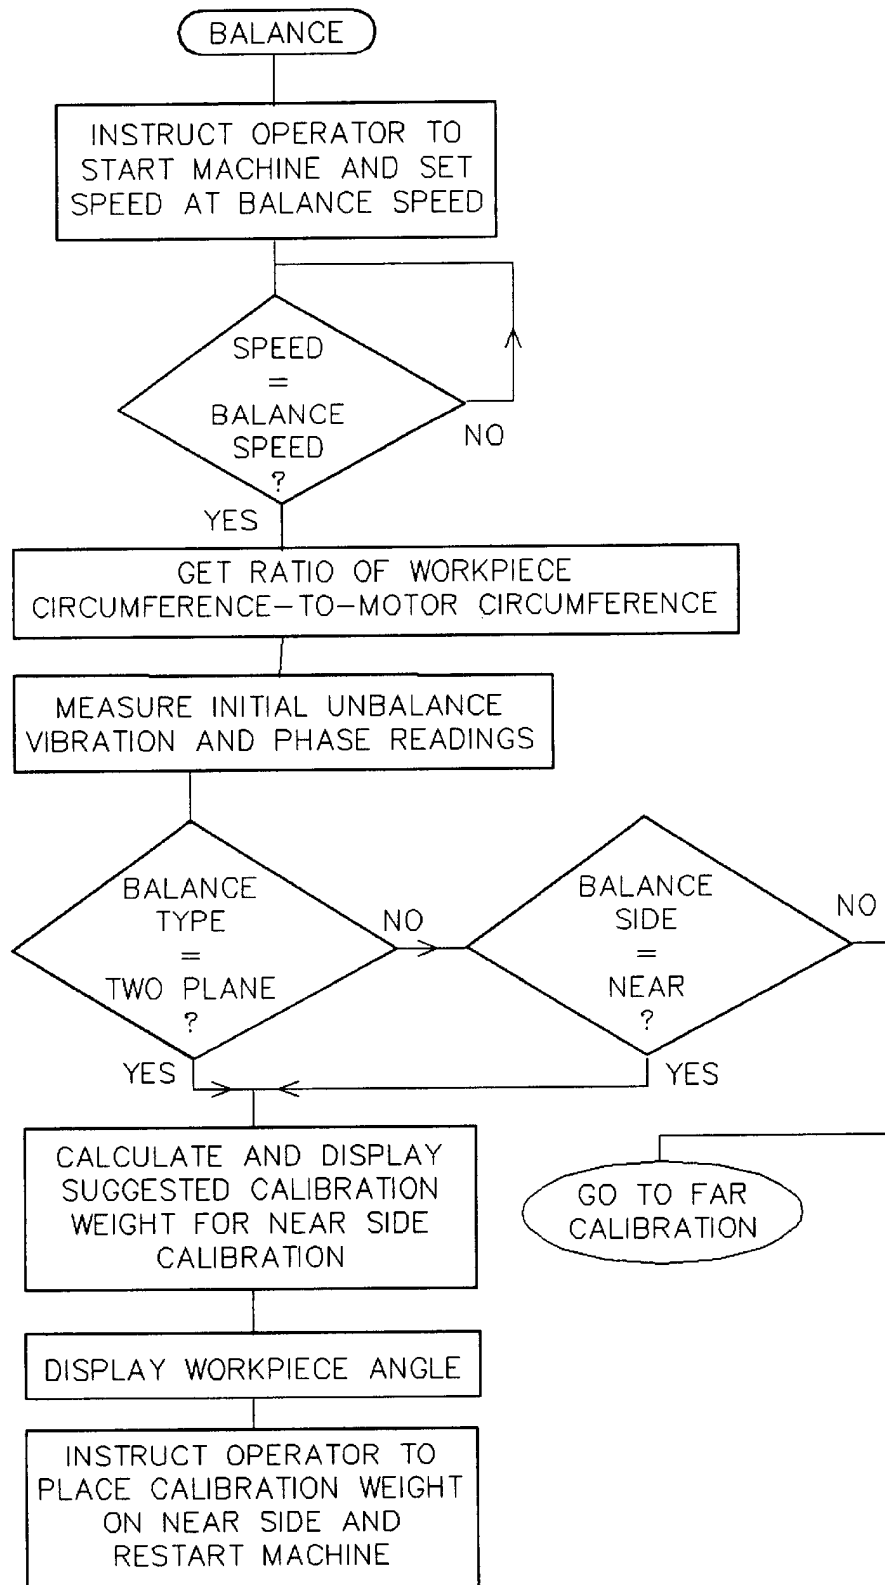 BALANCE
INSTRUCT OPERATOR TO
START MACHINE AND SET
SPEED AT BALANCE SPEED
SPEED
=
BALANCE
SPEED
?
NO
YES
GET RATIO OF WORKPIECE
CIRCUMFERENCE-TO-MOTOR CIRCUMFERENCE
MEASURE INITIAL UNBALANCE
VIBRATION AND PHASE READINGS
BALANCE
TYPE
=
TWO PLANE
?
NO
YES
BALANCE
SIDE
=
NEAR
?
NO
YES
CALCULATE AND DISPLAY
SUGGESTED CALIBRATION
WEIGHT FOR NEAR SIDE
CALIBRATION
GO TO FAR
CALIBRATION
DISPLAY WORKPIECE ANGLE
INSTRUCT OPERATOR TO
PLACE CALIBRATION WEIGHT
ON NEAR SIDE AND
RESTART MACHINE